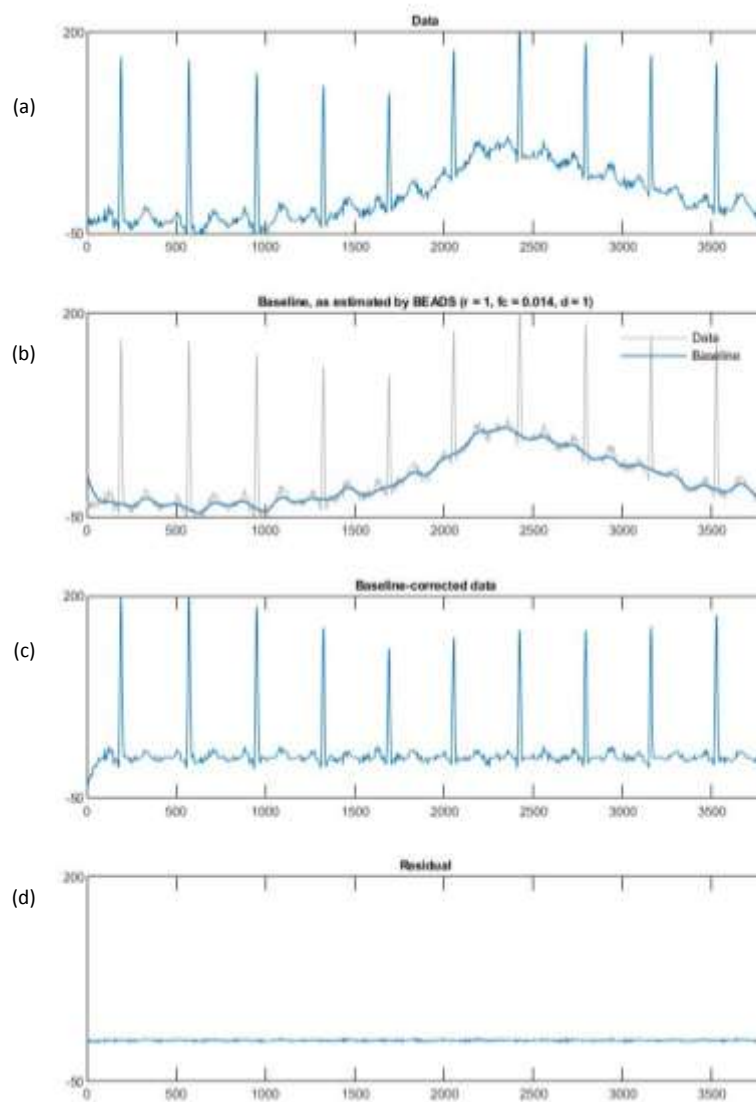 Data
200
(a)
-50
0 500 1000 1500 2000 2500 3000 3500
Baseline, as estimated by BEADS (r = 1, fc = 0.014, d = 1)
200
(b)
Data
Baseline
-50
0 500 1000 1500 2000 2500 3000 3500
Baseline-corrected data
200
(c)
-50
0 500 1000 1500 2000 2500 3000 3500
Residual
200
(d)
-50
0 500 1000 1500 2000 2500 3000 3500